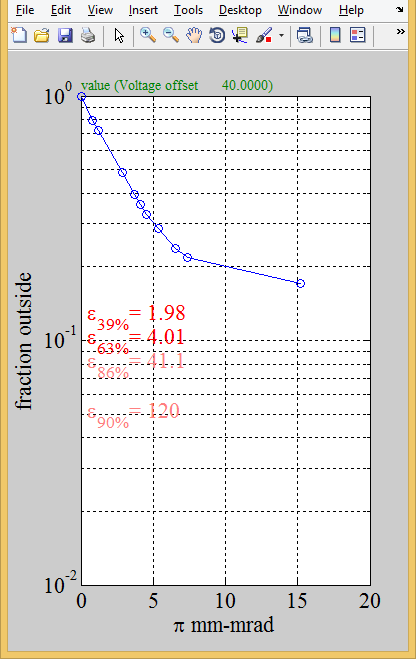 File Edit View Insert Tools Desktop Window Help
value (Voltage offset 40.0000)
10^0
fraction outside
ε39% = 1.98
10^-1
ε63% = 4.01
ε86% = 41.1
ε90% = 120
10^-2
0 5 10 15 20
π mm-mrad